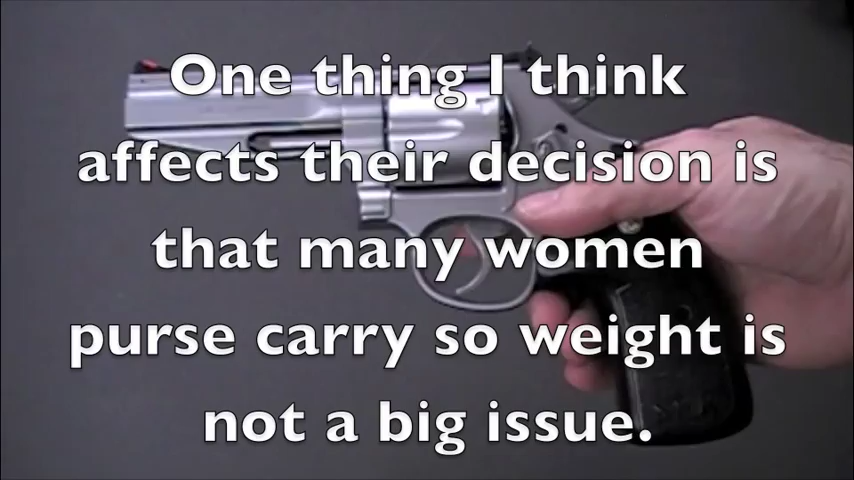 One thing I think
affects their decision is
that many women
purse carry so weight is
not a big issue.